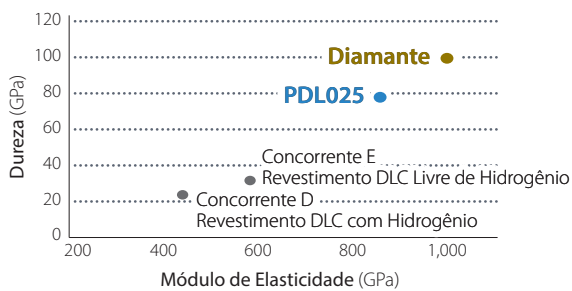 120
100
80
60
40
20
0
Dureza (GPa)
Diamante
PDL025
Concorrente E
Revestimento DLC Livre de Hidrogênio
Concorrente D
Revestimento DLC com Hidrogênio
200 400 600 800 1,000
Módulo de Elasticidade (GPa)